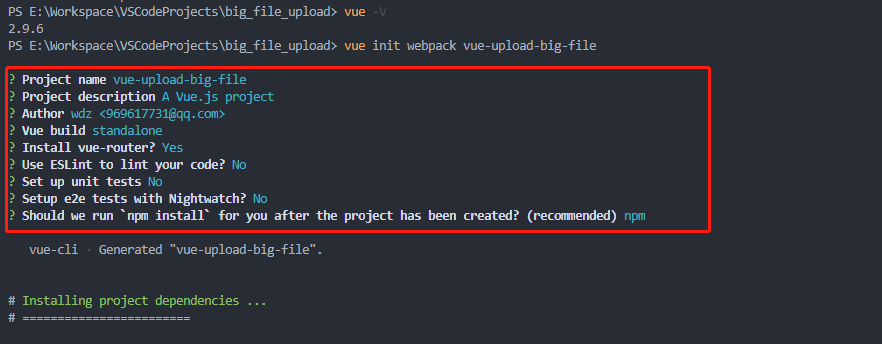 PS E:\Workspace\VSCodeProjects\big_file_upload> vue -V
2.9.6
PS E:\Workspace\VSCodeProjects\big_file_upload> vue init webpack vue-upload-big-file
? Project name vue-upload-big-file
? Project description A Vue.js project
? Author wdz <969617731@qq.com>
? Vue build standalone
? Install vue-router? Yes
? Use ESLint to lint your code? No
? Set up unit tests No
? Setup e2e tests with Nightwatch? No
? Should we run `npm install` for you after the project has been created? (recommended) npm
vue-cli · Generated "vue-upload-big-file".
# Installing project dependencies ...
# ========================